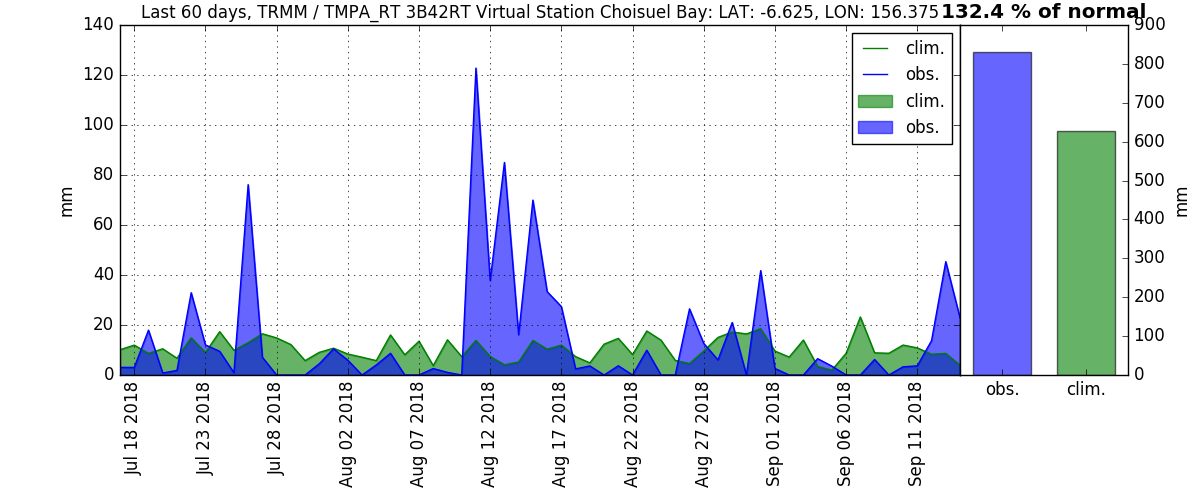 Last 60 days, TRMM / TMPA_RT 3B42RT Virtual Station Choisuel Bay: LAT: -6.625, LON: 156.375
132.4 % of normal
140
120
100
80
60
40
20
0
mm
clim.
obs.
clim.
obs.
900
800
700
600
500
400
300
200
100
0
mm
Jul 18 2018
Jul 23 2018
Jul 28 2018
Aug 02 2018
Aug 07 2018
Aug 12 2018
Aug 17 2018
Aug 22 2018
Aug 27 2018
Sep 01 2018
Sep 06 2018
Sep 11 2018
obs.
clim.